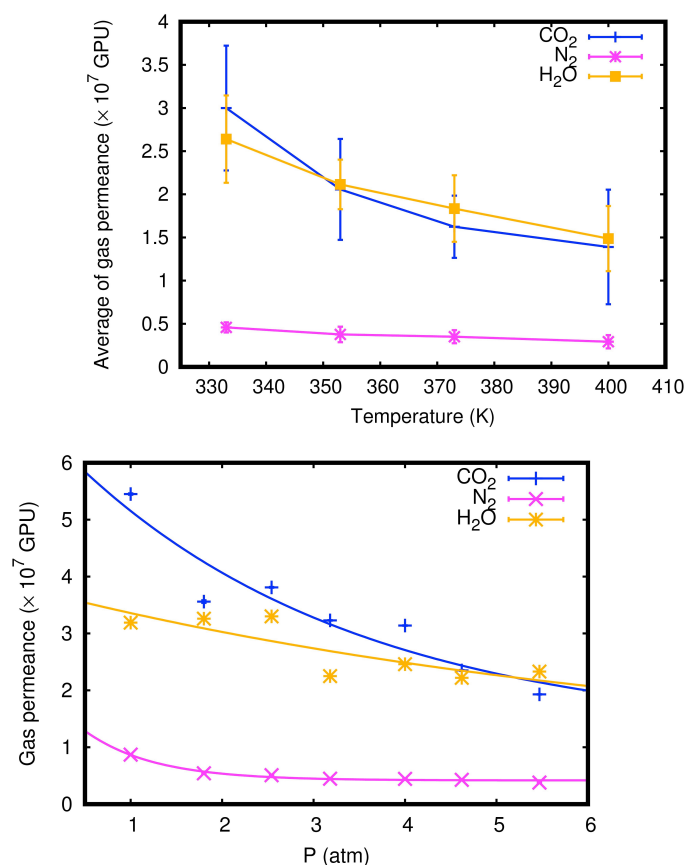 4
3.5
3
2.5
2
1.5
1
0.5
0
Average of gas permeance (× 10⁷ GPU)
CO₂
N₂
H₂O
330 340 350 360 370 380 390 400 410
Temperature (K)
6
5
4
3
2
1
0
Gas permeance (× 10⁷ GPU)
CO₂
N₂
H₂O
1 2 3 4 5 6
P (atm)